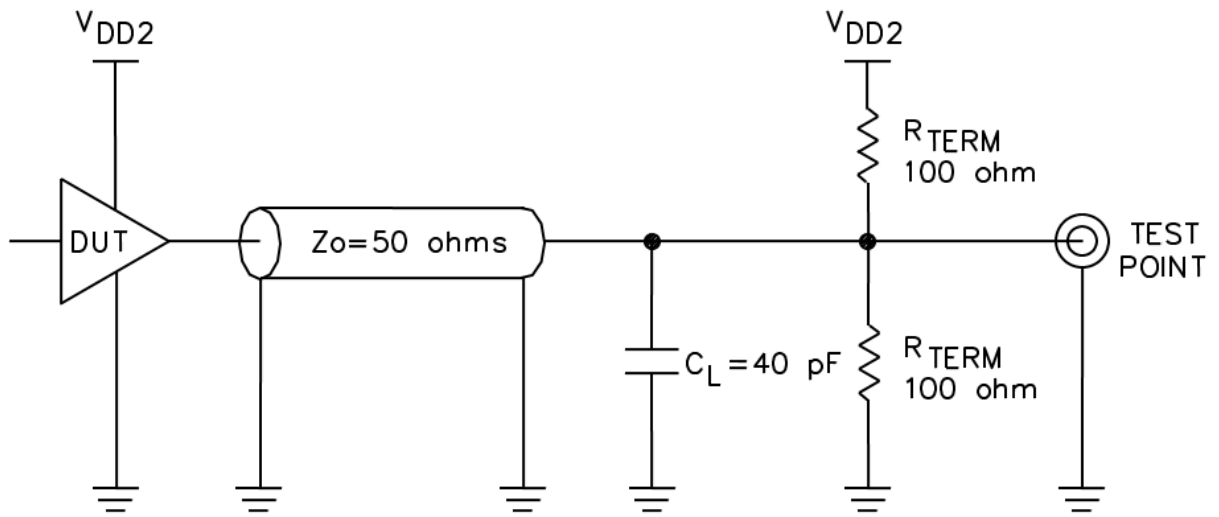 VDD2
VDD2
RTERM
100 ohm
DUT
Zo=50 ohms
TEST
POINT
CL=40 pF
RTERM
100 ohm